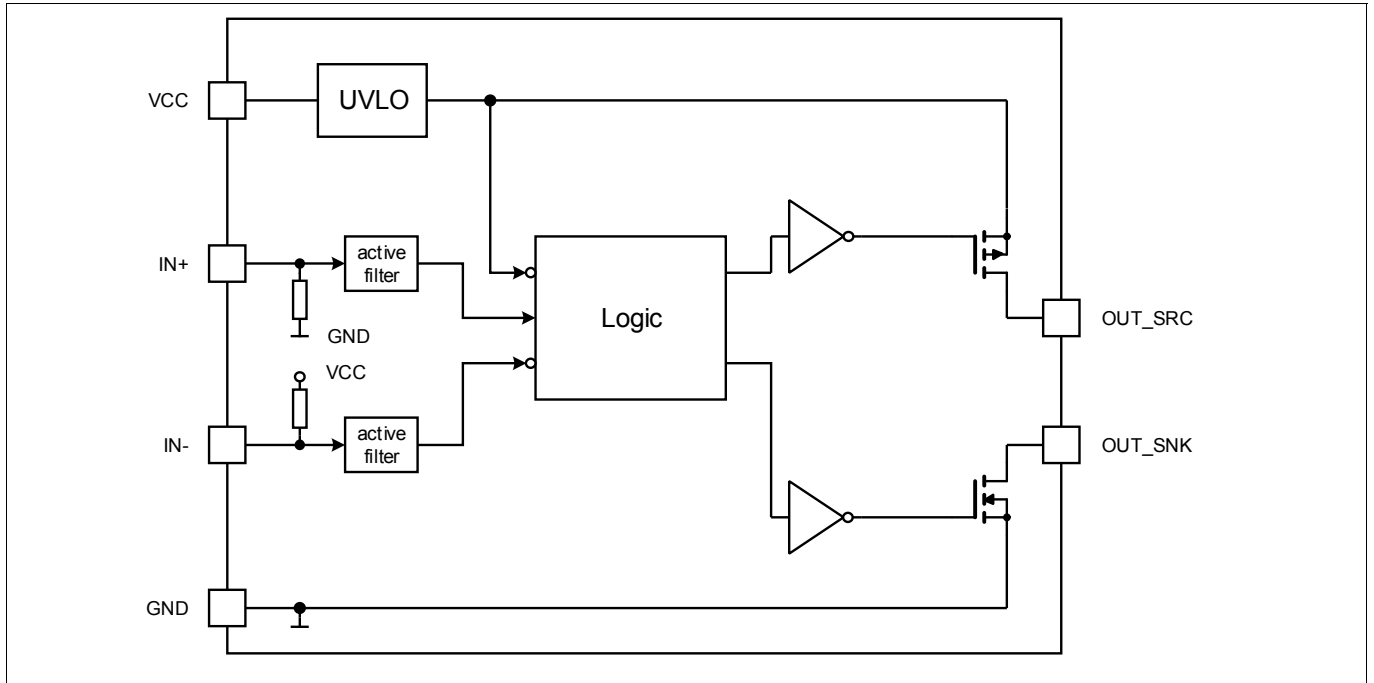 VCC
UVLO
IN+
active
filter
GND
Logic
OUT_SRC
VCC
IN-
active
filter
OUT_SNK
GND